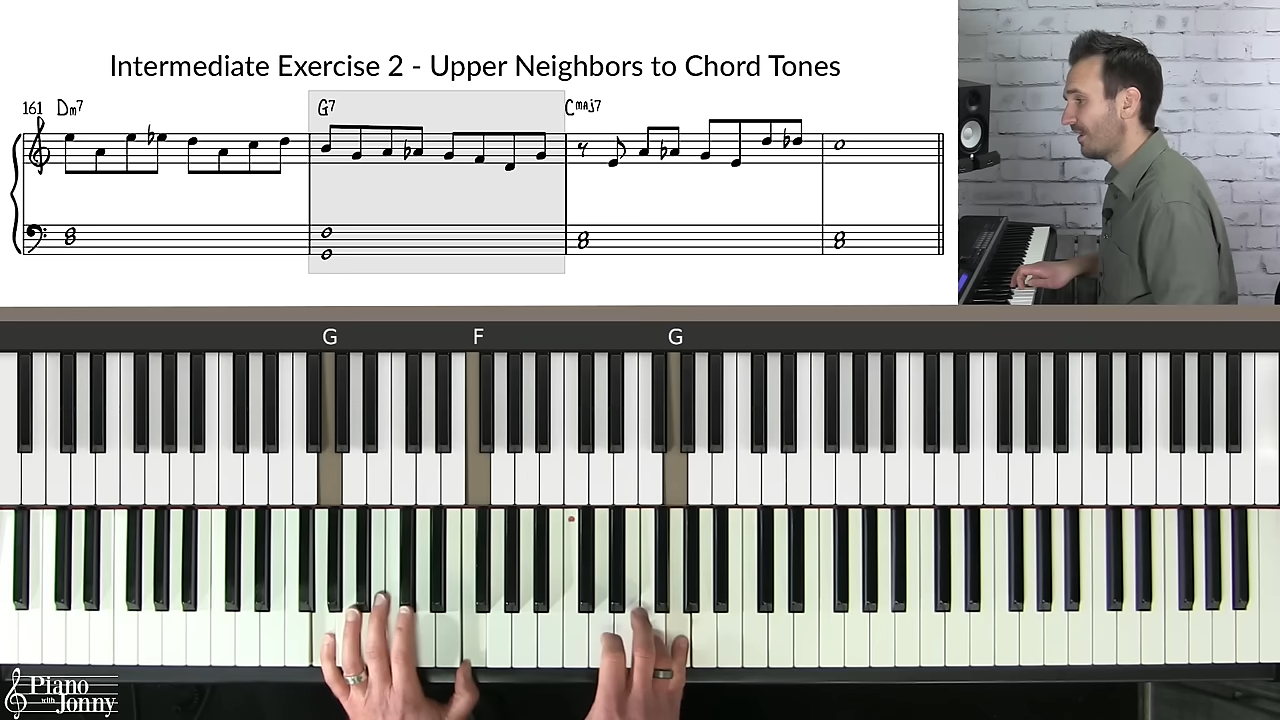 Intermediate Exercise 2 - Upper Neighbors to Chord Tones
161 Dm7 G7 Cmaj7
G F G
Piano
with
Jonny